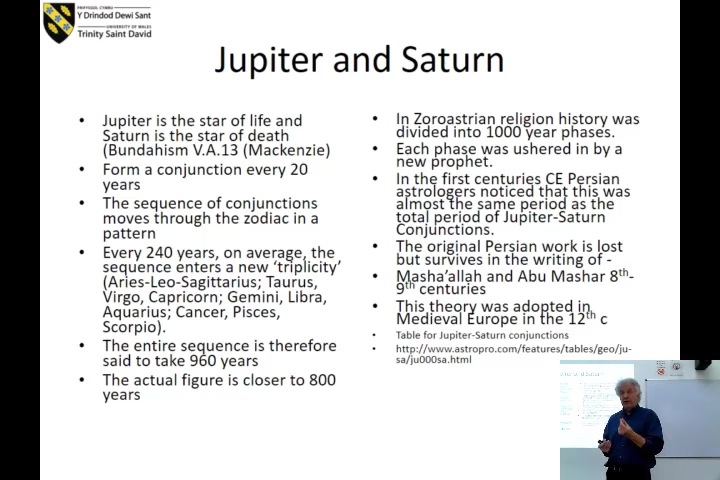 PRIFYSGOL CYMRU
Y Drindod Dewi Sant
UNIVERSITY OF WALES
Trinity Saint David
Jupiter and Saturn
• Jupiter is the star of life and
Saturn is the star of death
(Bundahism V.A.13 (Mackenzie)
• Form a conjunction every 20
years
• The sequence of conjunctions
moves through the zodiac in a
pattern
• Every 240 years, on average, the
sequence enters a new ‘triplicity’
(Aries-Leo-Sagittarius; Taurus,
Virgo, Capricorn; Gemini, Libra,
Aquarius; Cancer, Pisces,
Scorpio).
• The entire sequence is therefore
said to take 960 years
• The actual figure is closer to 800
years
• In Zoroastrian religion history was
divided into 1000 year phases.
• Each phase was ushered in by a
new prophet.
• In the first centuries CE Persian
astrologers noticed that this was
almost the same period as the
total period of Jupiter-Saturn
Conjunctions.
• The original Persian work is lost
but survives in the writing of -
• Masha’allah and Abu Mashar 8th-
9th centuries
• This theory was adopted in
Medieval Europe in the 12th c
• Table for Jupiter-Saturn conjunctions
• http://www.astropro.com/features/tables/geo/ju-
sa/ju000sa.html